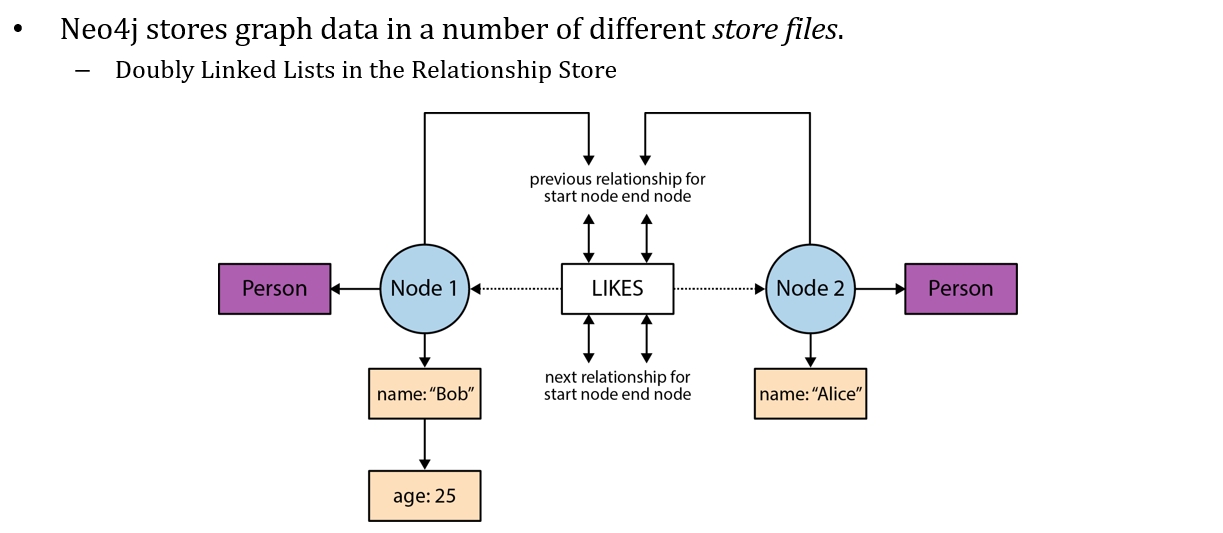 • Neo4j stores graph data in a number of different store files.
– Doubly Linked Lists in the Relationship Store
previous relationship for
start node end node
Person
Node 1
LIKES
Node 2
Person
next relationship for
start node end node
name: “Bob”
name: “Alice”
age: 25